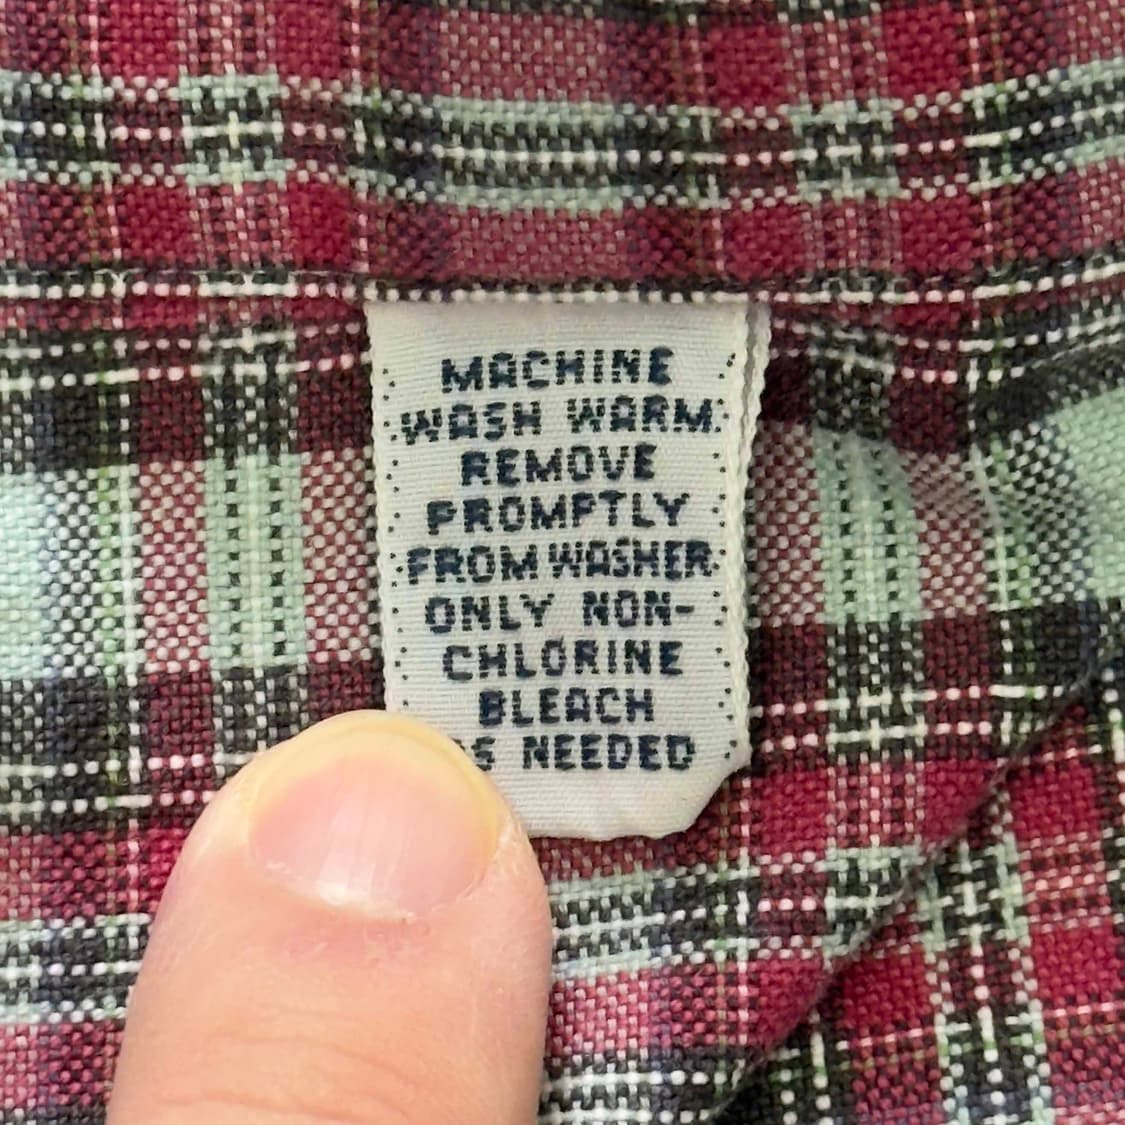 MACHINE
WASH WARM.
REMOVE
PROMPTLY
FROM WASHER
ONLY NON-
CHLORINE
BLEACH
NEEDED